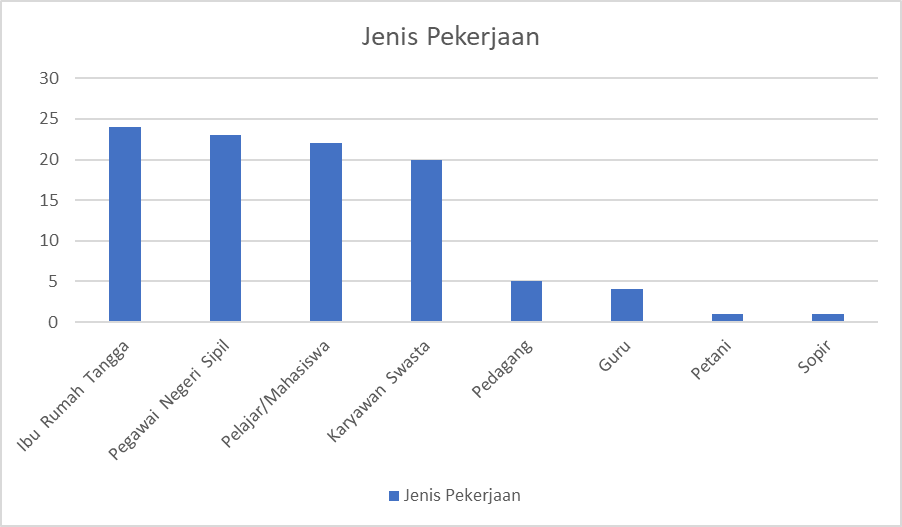 Jenis Pekerjaan
30
25
20
15
10
5
0
Ibu Rumah Tangga
Pegawai Negeri Sipil
Pelajar/Mahasiswa
Karyawan Swasta
Pedagang
Guru
Petani
Sopir
Jenis Pekerjaan